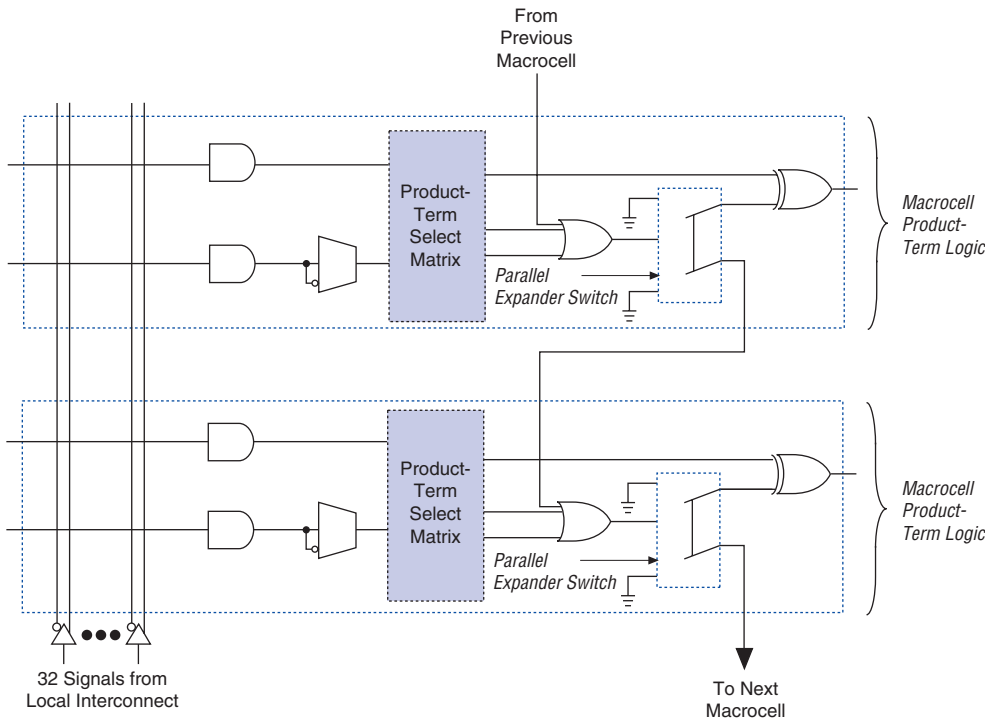 From
Previous
Macrocell
Product-
Term
Select
Matrix
Parallel
Expander Switch
Macrocell
Product-
Term Logic
Product-
Term
Select
Matrix
Parallel
Expander Switch
Macrocell
Product-
Term Logic
32 Signals from
Local Interconnect
To Next
Macrocell